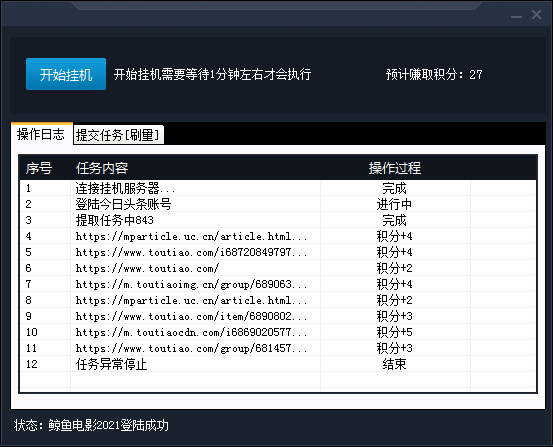 开始挂机 开始挂机需要等待1分钟左右才会执行 预计赚取积分：27
操作日志 提交任务[刷量]
序号 任务内容 操作过程
1 连接挂机服务器... 完成
2 登陆今日头条账号 进行中
3 提取任务中843 完成
4 https://mparticle.uc.cn/article.html... 积分+4
5 https://www.toutiao.com/i68720849797... 积分+4
6 https://www.toutiao.com/ 积分+2
7 https://m.toutiaoimg.cn/group/689063... 积分+4
8 https://mparticle.uc.cn/article.html... 积分+2
9 https://www.toutiao.com/item/6890802... 积分+3
10 https://m.toutiaocdn.com/i6869020577... 积分+5
11 https://www.toutiao.com/group/681457... 积分+3
12 任务异常停止 结束
状态：鲸鱼电影2021登陆成功